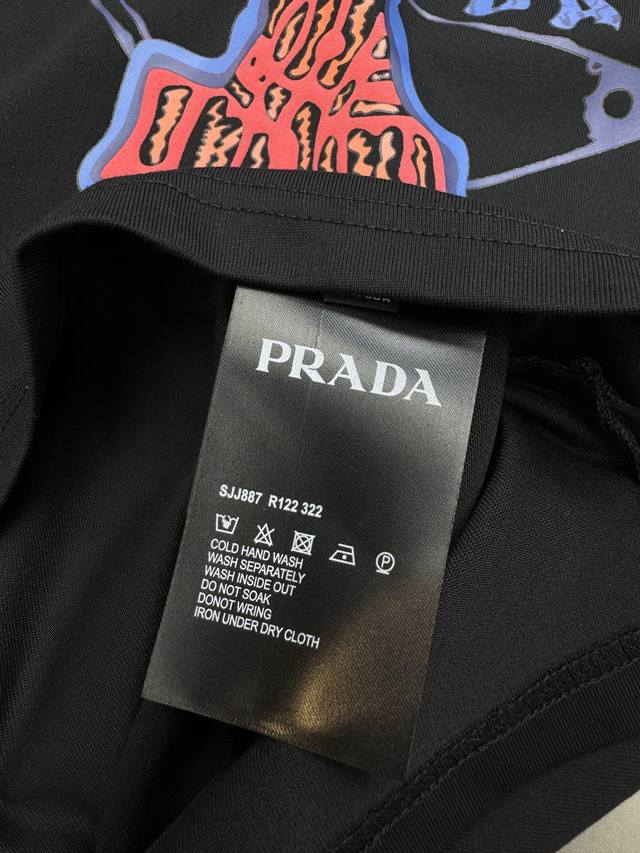 PRADA
SJJ887 R122 322
COLD HAND WASH
WASH SEPARATELY
WASH INSIDE OUT
DO NOT SOAK
DONOT WRING
IRON UNDER DRY CLOTH